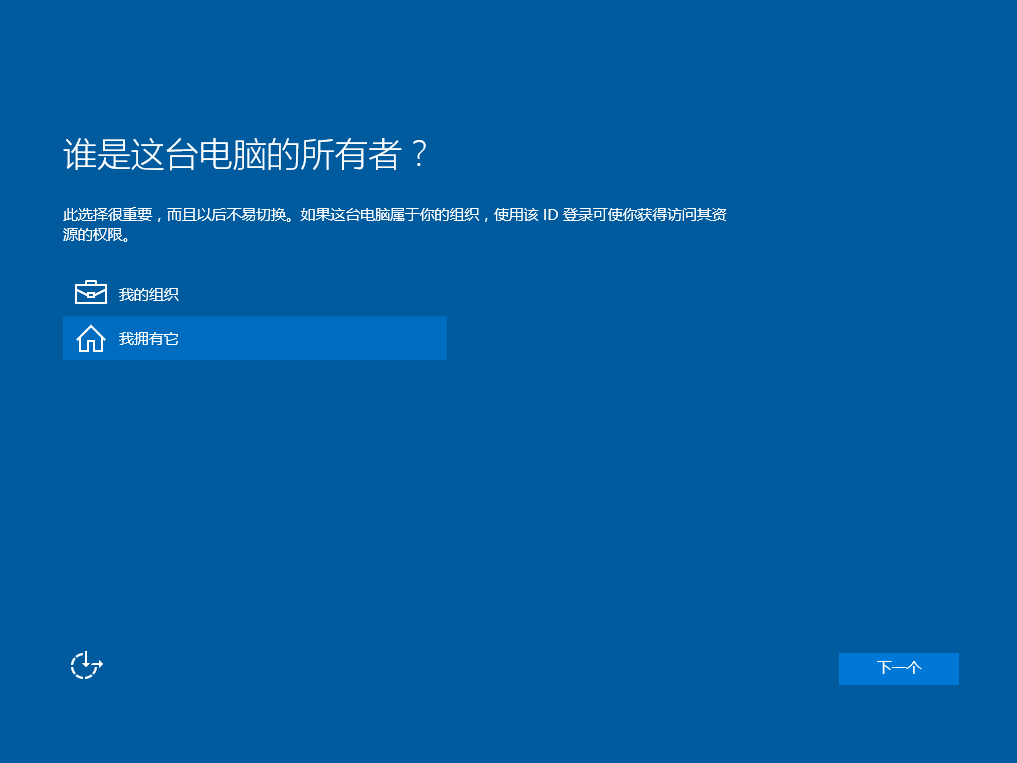 谁是这台电脑的所有者？
此选择很重要，而且以后不易切换。如果这台电脑属于你的组织，使用该 ID 登录可使你获得访问其资
源的权限。
我的组织
我拥有它
下一个